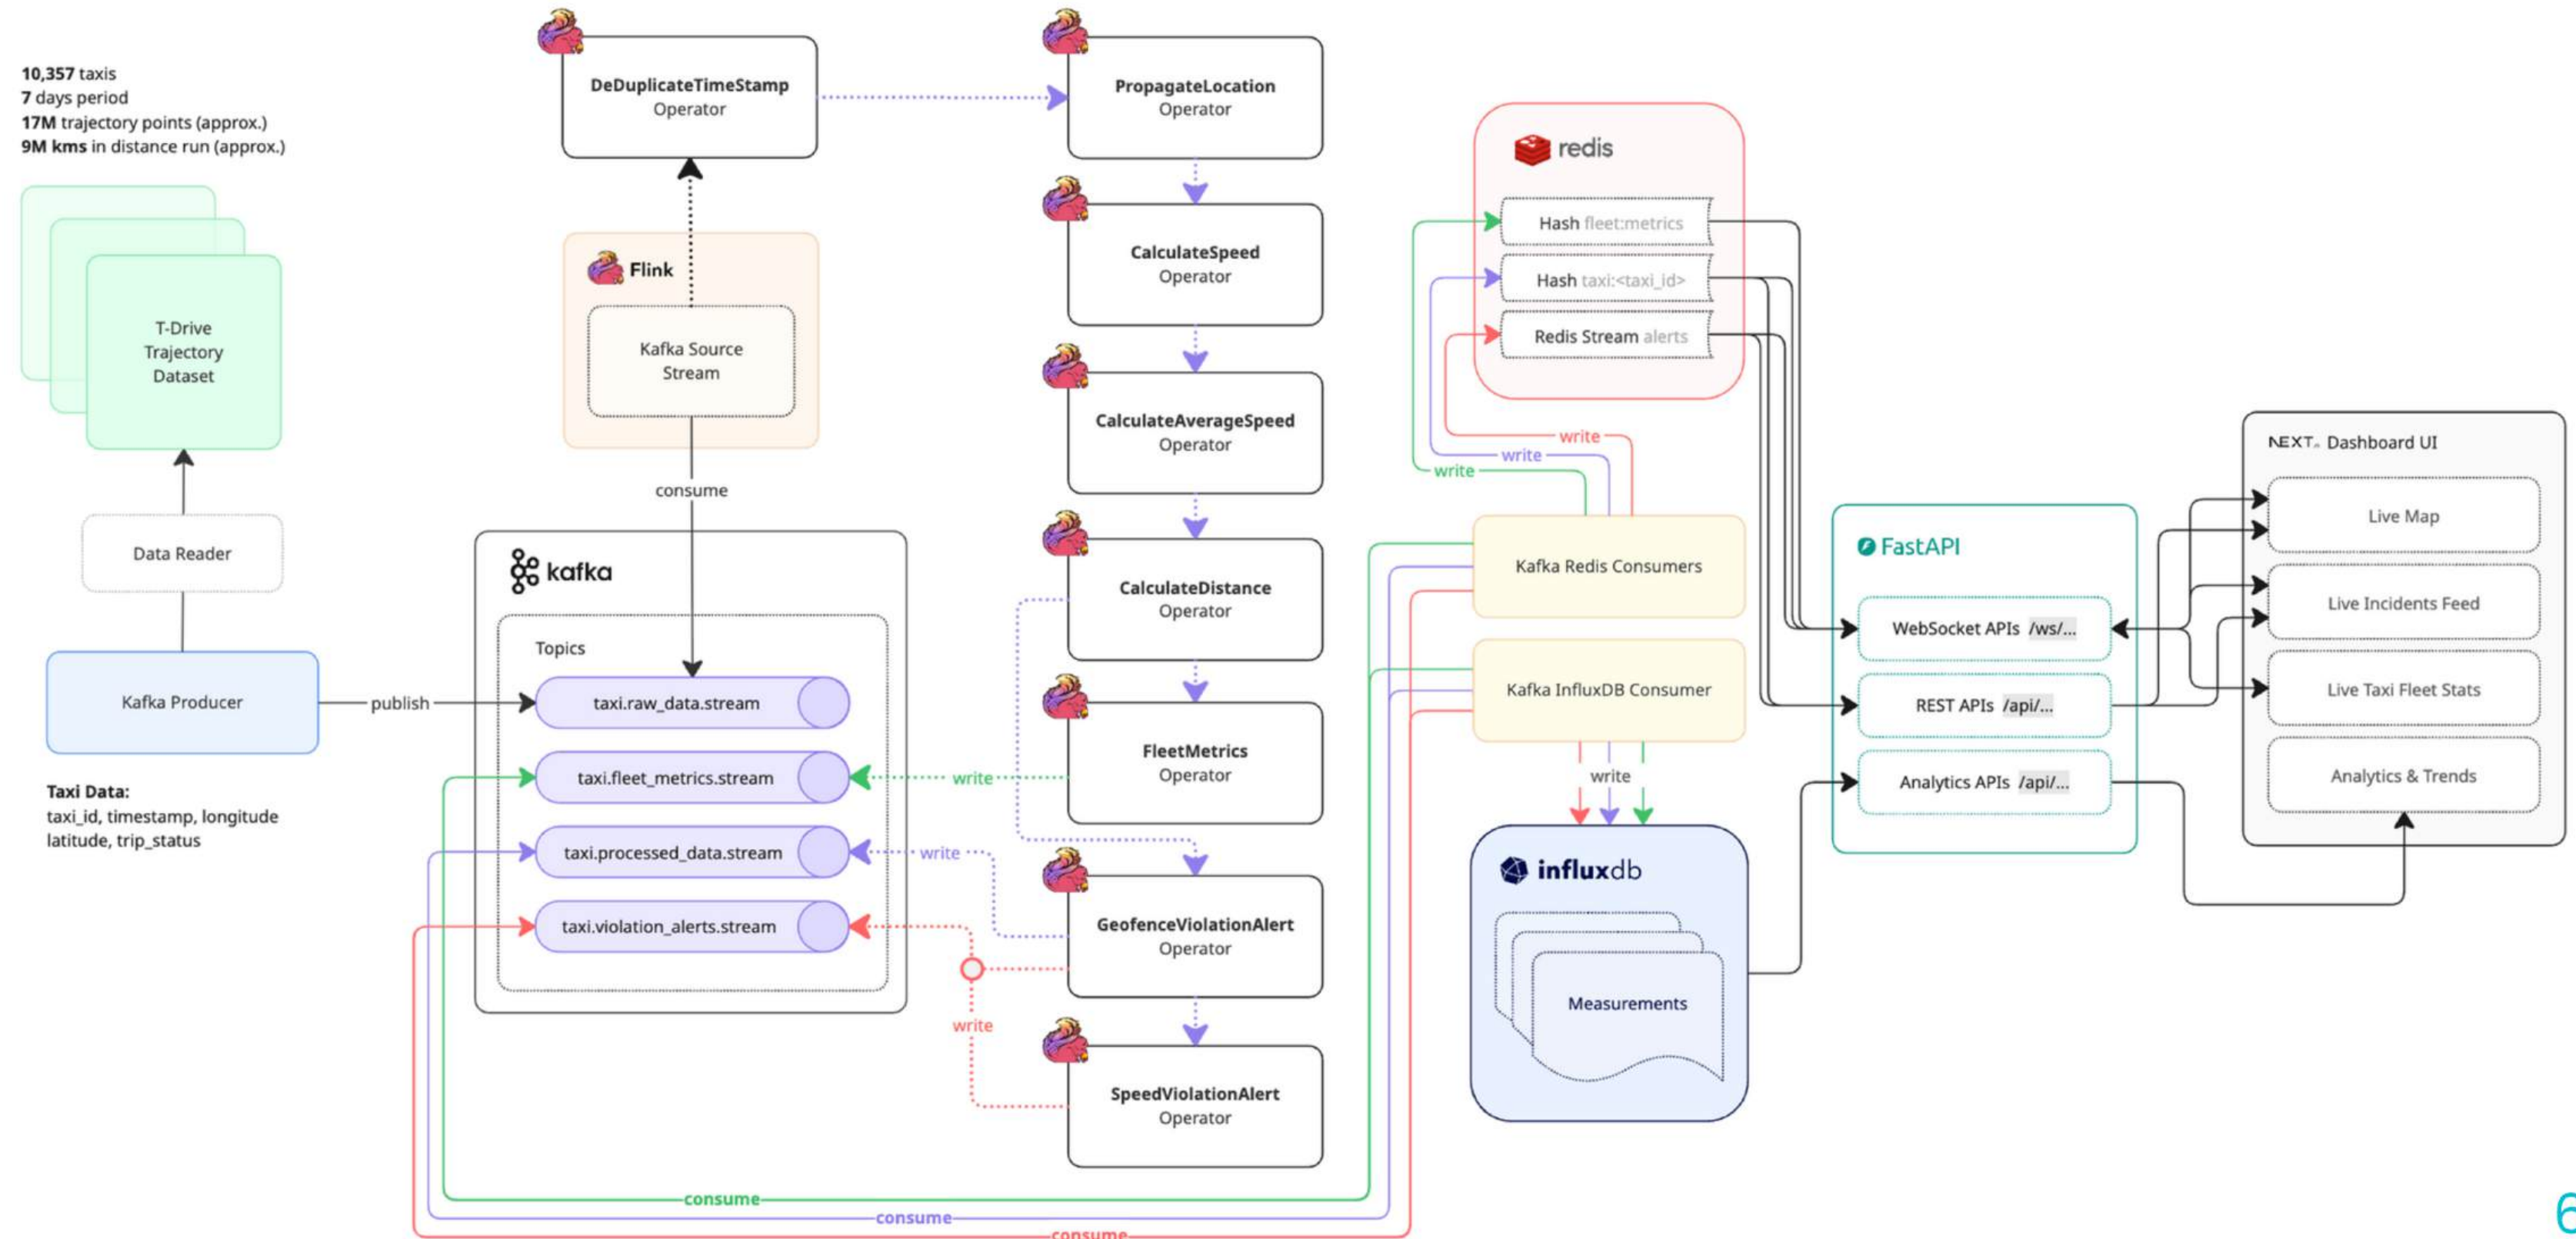 10,357 taxis
7 days period
17M trajectory points (approx.)
9M kms in distance run (approx.)
T-Drive
Trajectory
Dataset
Data Reader
Kafka Producer
publish
Taxi Data:
taxi_id, timestamp, longitude
latitude, trip_status
DeDuplicateTimeStamp
Operator
Flink
Kafka Source
Stream
consume
kafka
Topics
taxi.raw_data.stream
taxi.fleet_metrics.stream
taxi.processed_data.stream
taxi.violation_alerts.stream
write
write
write
PropagateLocation
Operator
CalculateSpeed
Operator
CalculateAverageSpeed
Operator
CalculateDistance
Operator
FleetMetrics
Operator
GeofenceViolationAlert
Operator
SpeedViolationAlert
Operator
consume
consume
consume
redis
Hash fleet:metrics
Hash taxi:<taxi_id>
Redis Stream alerts
write
write
write
Kafka Redis Consumers
Kafka InfluxDB Consumer
write
influxdb
Measurements
FastAPI
WebSocket APIs /ws/...
REST APIs /api/...
Analytics APIs /api/...
NEXT.js Dashboard UI
Live Map
Live Incidents Feed
Live Taxi Fleet Stats
Analytics & Trends
6